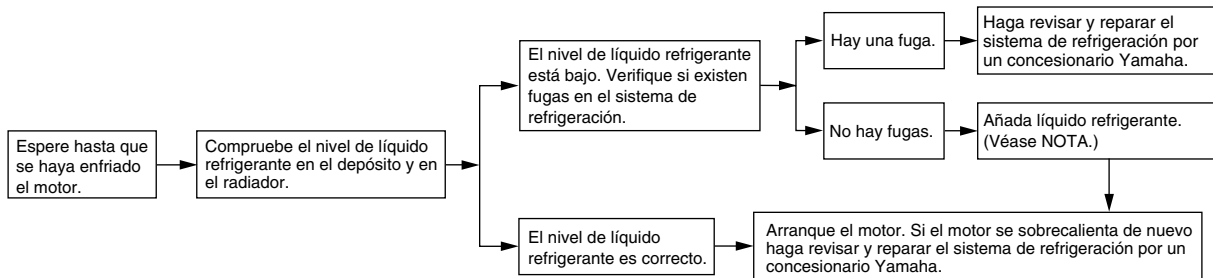 Espere hasta que
se haya enfriado
el motor.
Compruebe el nivel de líquido
refrigerante en el depósito y en
el radiador.
El nivel de líquido refrigerante
está bajo. Verifique si existen
fugas en el sistema de
refrigeración.
Hay una fuga.
Haga revisar y reparar el
sistema de refrigeración por
un concesionario Yamaha.
No hay fugas.
Añada líquido refrigerante.
(Véase NOTA.)
El nivel de líquido
refrigerante es correcto.
Arranque el motor. Si el motor se sobrecalienta de nuevo
haga revisar y reparar el sistema de refrigeración por un
concesionario Yamaha.